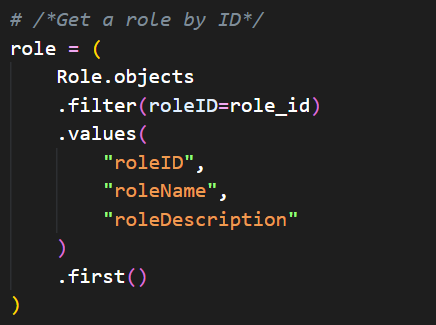 # /*Get a role by ID*/
role = (
    Role.objects
    .filter(roleID=role_id)
    .values(
        "roleID",
        "roleName",
        "roleDescription"
    )
    .first()
)